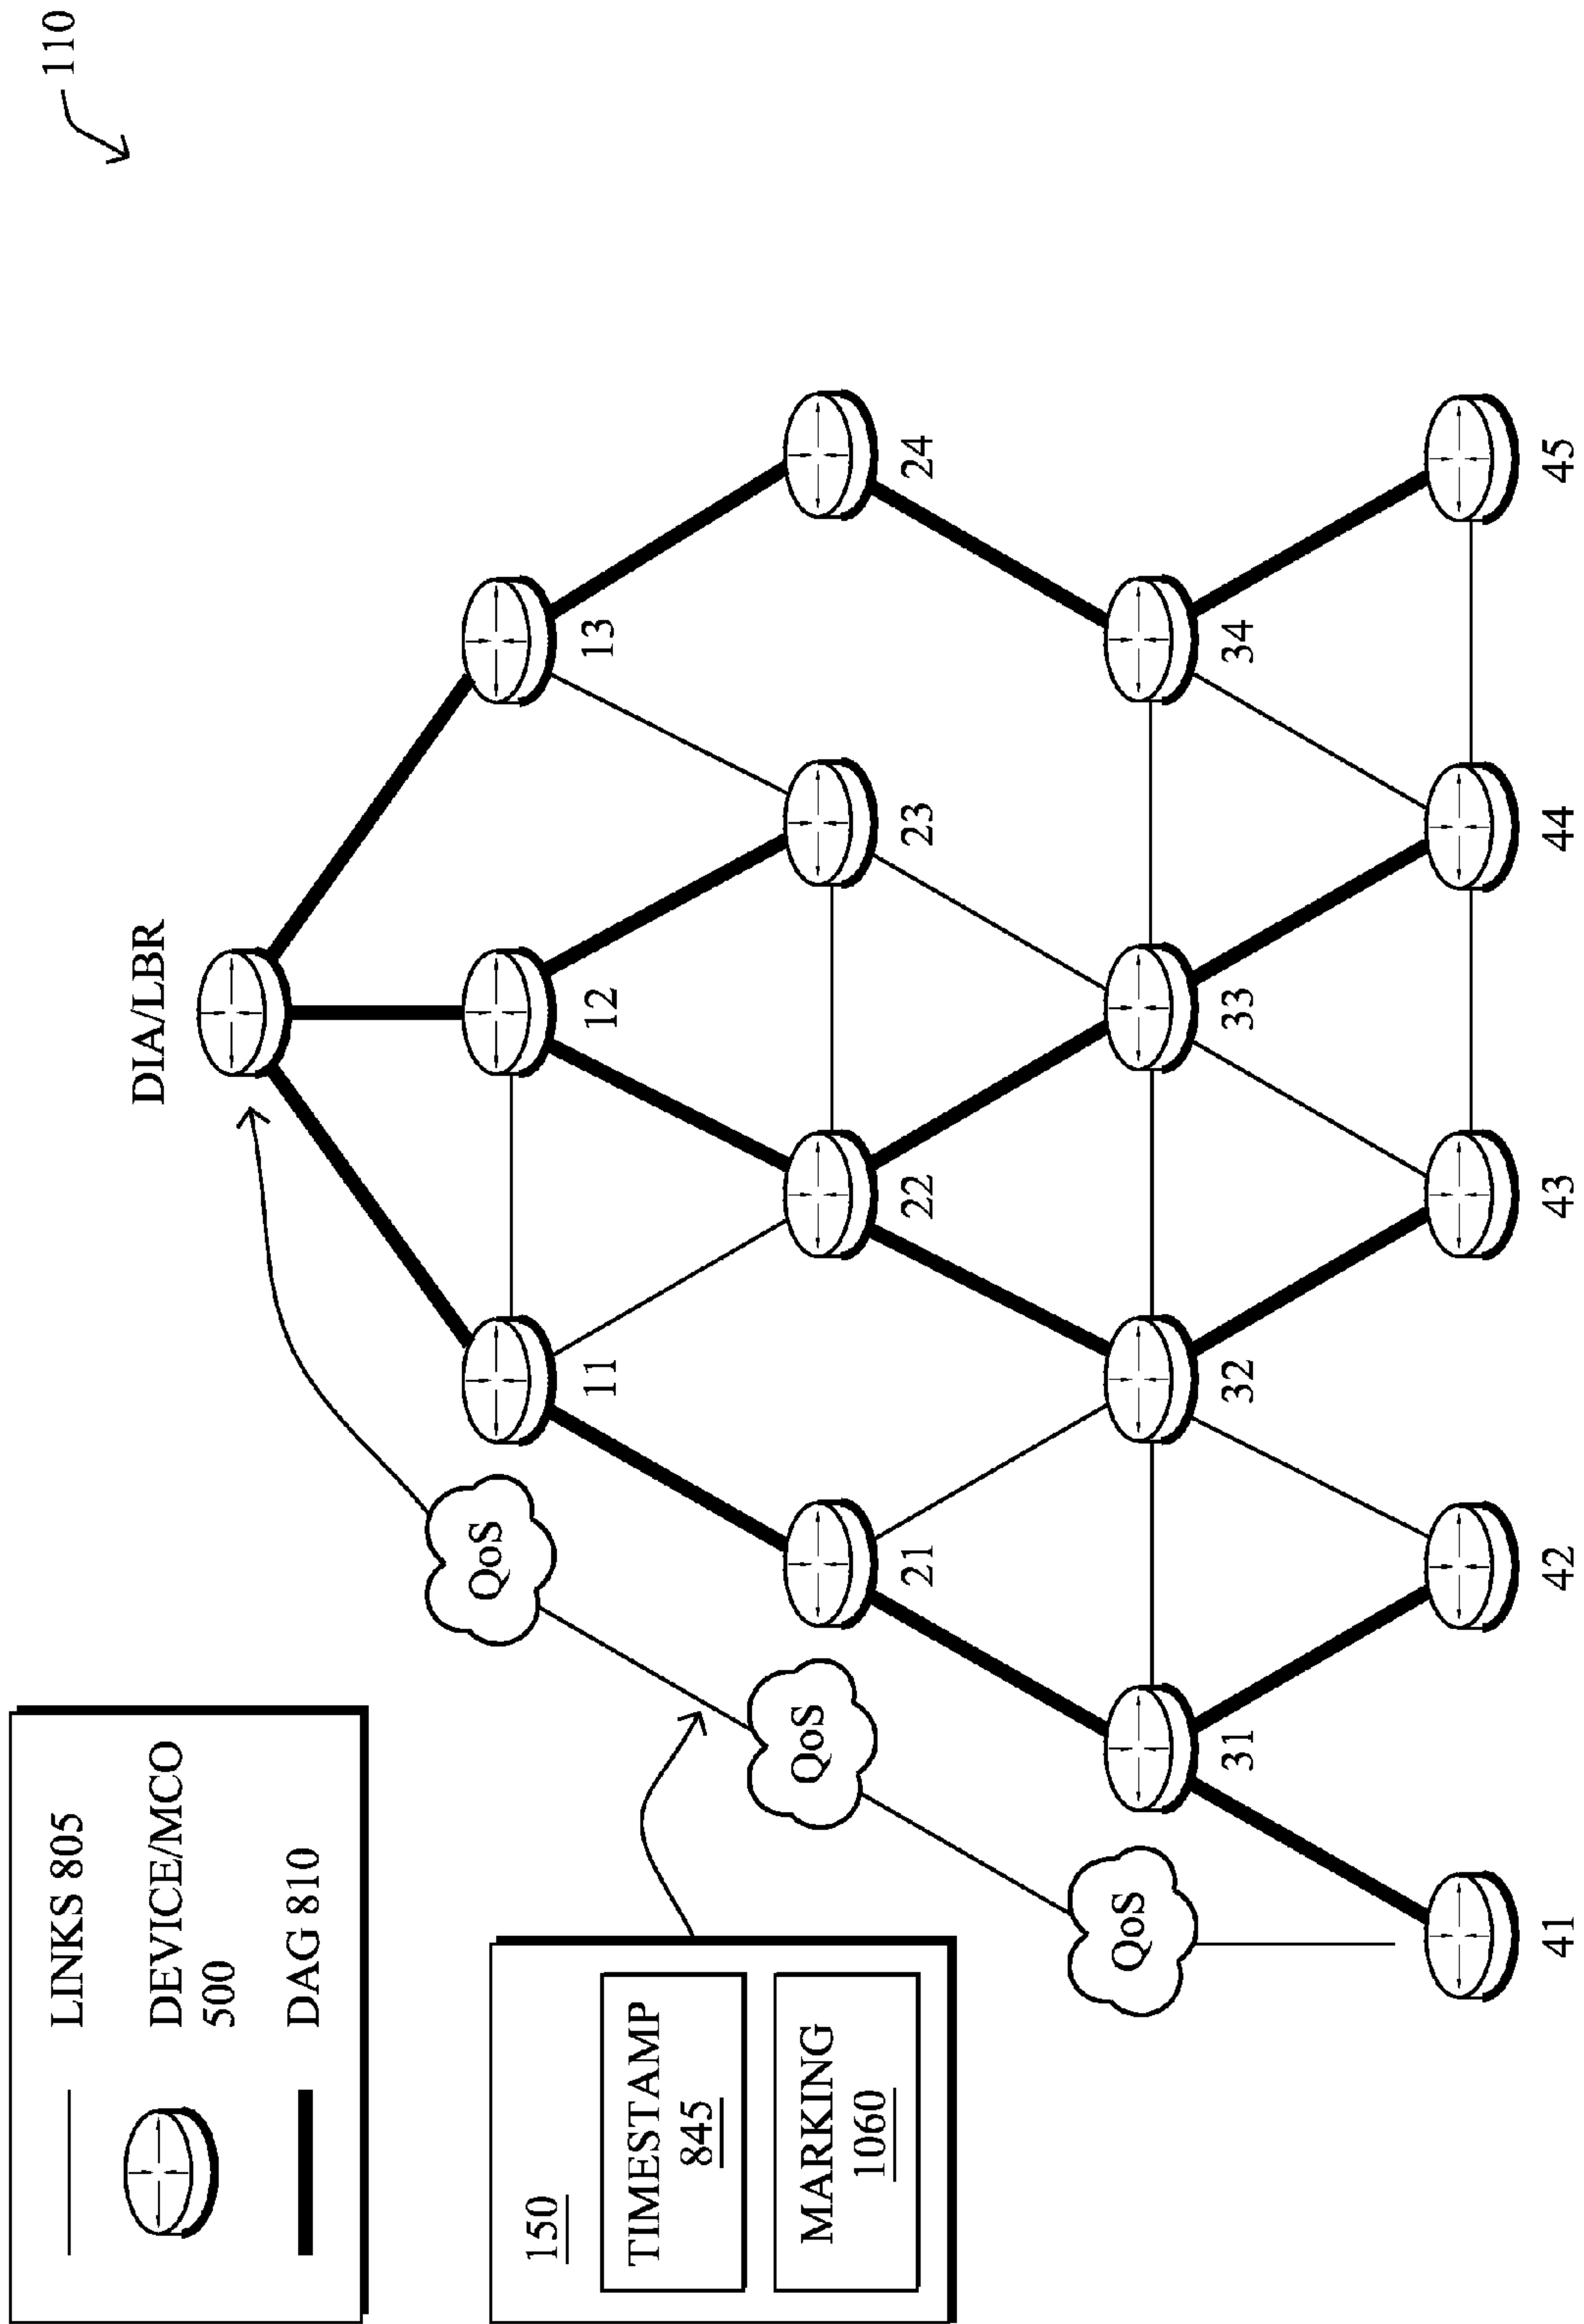 110
LINKS 805
DEVICE/MCO
500
DAG 810
DIA/LBR
150
TIMESTAMP
845
MARKING
1060
QoS
QoS
QoS
11
12
13
21
22
23
24
31
32
33
34
41
42
43
44
45